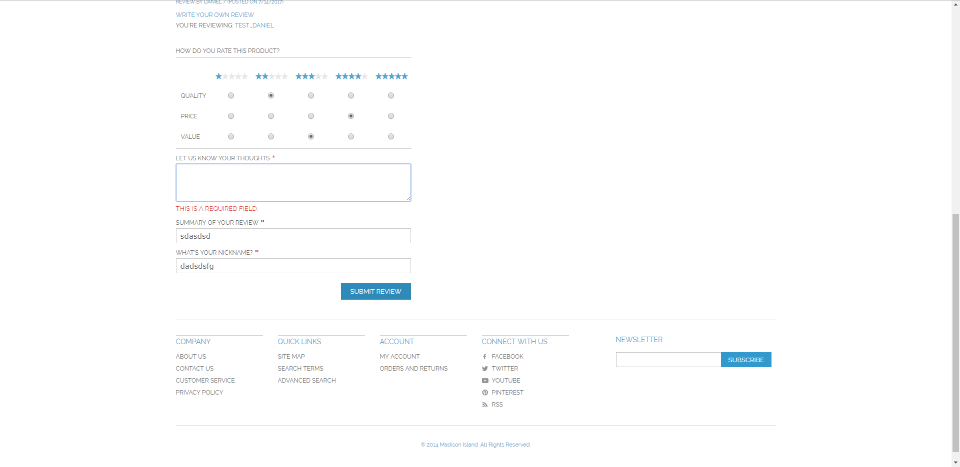 REVIEW BY DANIEL / (POSTED ON 7/11/2017)
WRITE YOUR OWN REVIEW
YOU'RE REVIEWING: TEST_DANIEL
HOW DO YOU RATE THIS PRODUCT?
QUALITY
PRICE
VALUE
LET US KNOW YOUR THOUGHTS *
THIS IS A REQUIRED FIELD.
SUMMARY OF YOUR REVIEW *
sdasdsd
WHAT'S YOUR NICKNAME? *
dadsdsfg
SUBMIT REVIEW
COMPANY
ABOUT US
CONTACT US
CUSTOMER SERVICE
PRIVACY POLICY
QUICK LINKS
SITE MAP
SEARCH TERMS
ADVANCED SEARCH
ACCOUNT
MY ACCOUNT
ORDERS AND RETURNS
CONNECT WITH US
FACEBOOK
TWITTER
YOUTUBE
PINTEREST
RSS
NEWSLETTER
SUBSCRIBE
© 2014 Madison Island. All Rights Reserved.